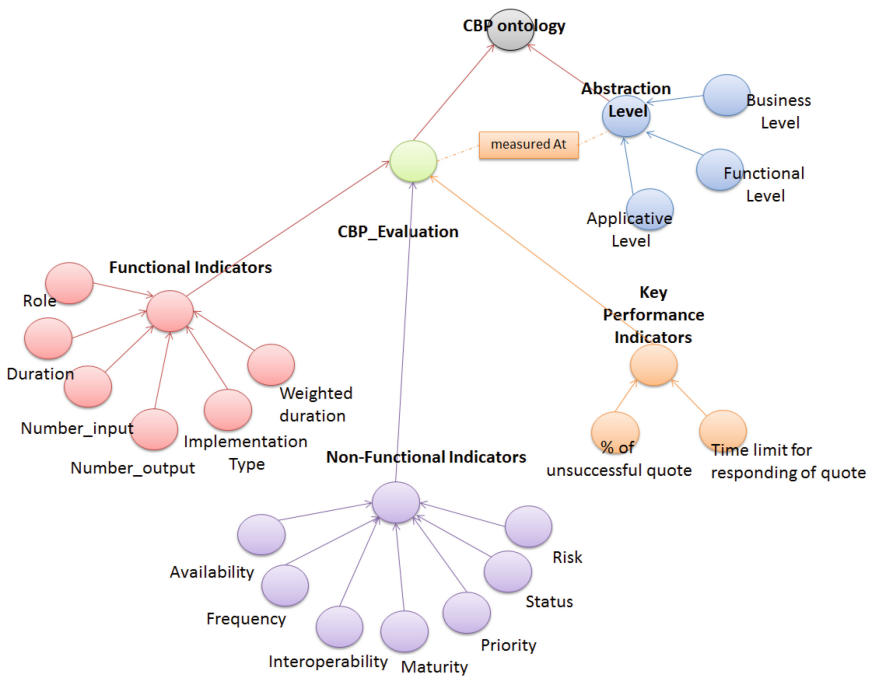 CBP ontology
Abstraction
Level
Business
Level
measured At
Functional
Level
Applicative
Level
CBP_Evaluation
Functional Indicators
Role
Key
Performance
Indicators
Duration
Weighted
duration
Number_input
Implementation
Type
Number_output
% of
unsuccessful quote
Time limit for
responding of quote
Non-Functional Indicators
Risk
Availability
Status
Frequency
Priority
Interoperability
Maturity